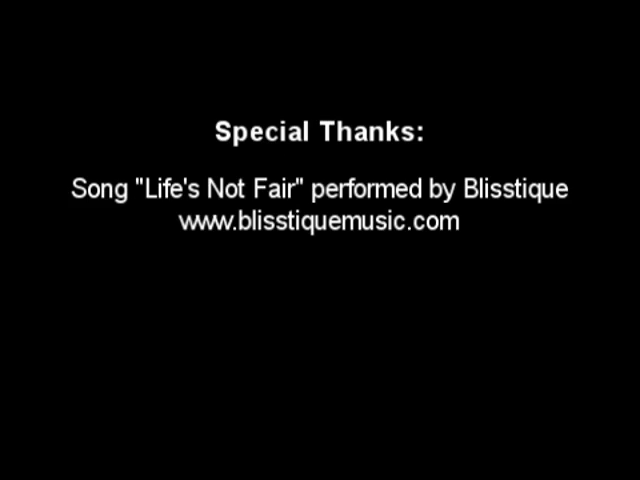 Special Thanks:
Song "Life's Not Fair" performed by Blisstique
www.blisstiquemusic.com